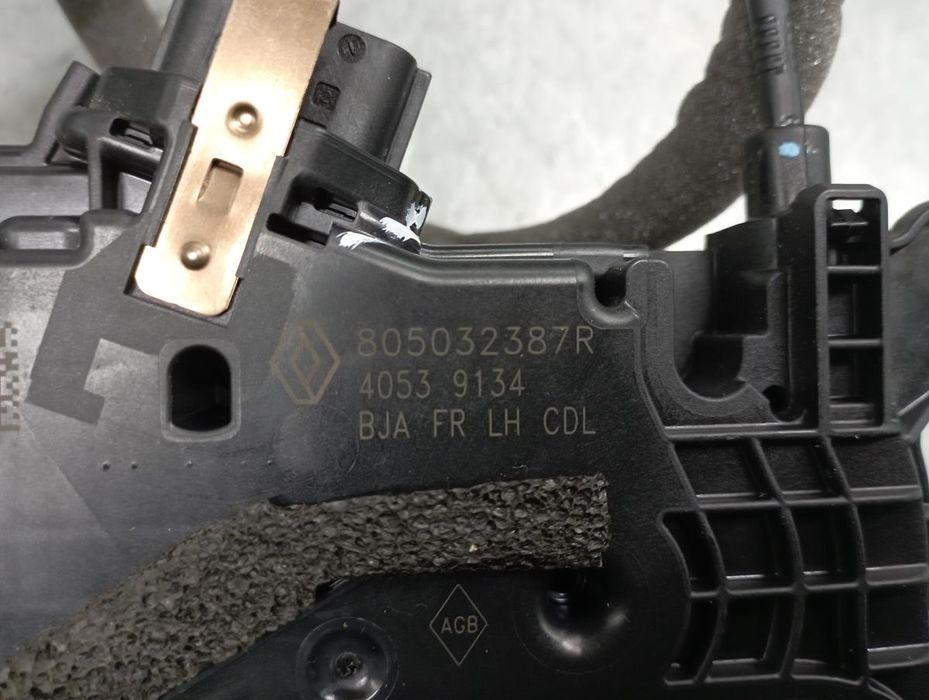 805032387R
4053 9134
BJA FR LH CDL
AGB